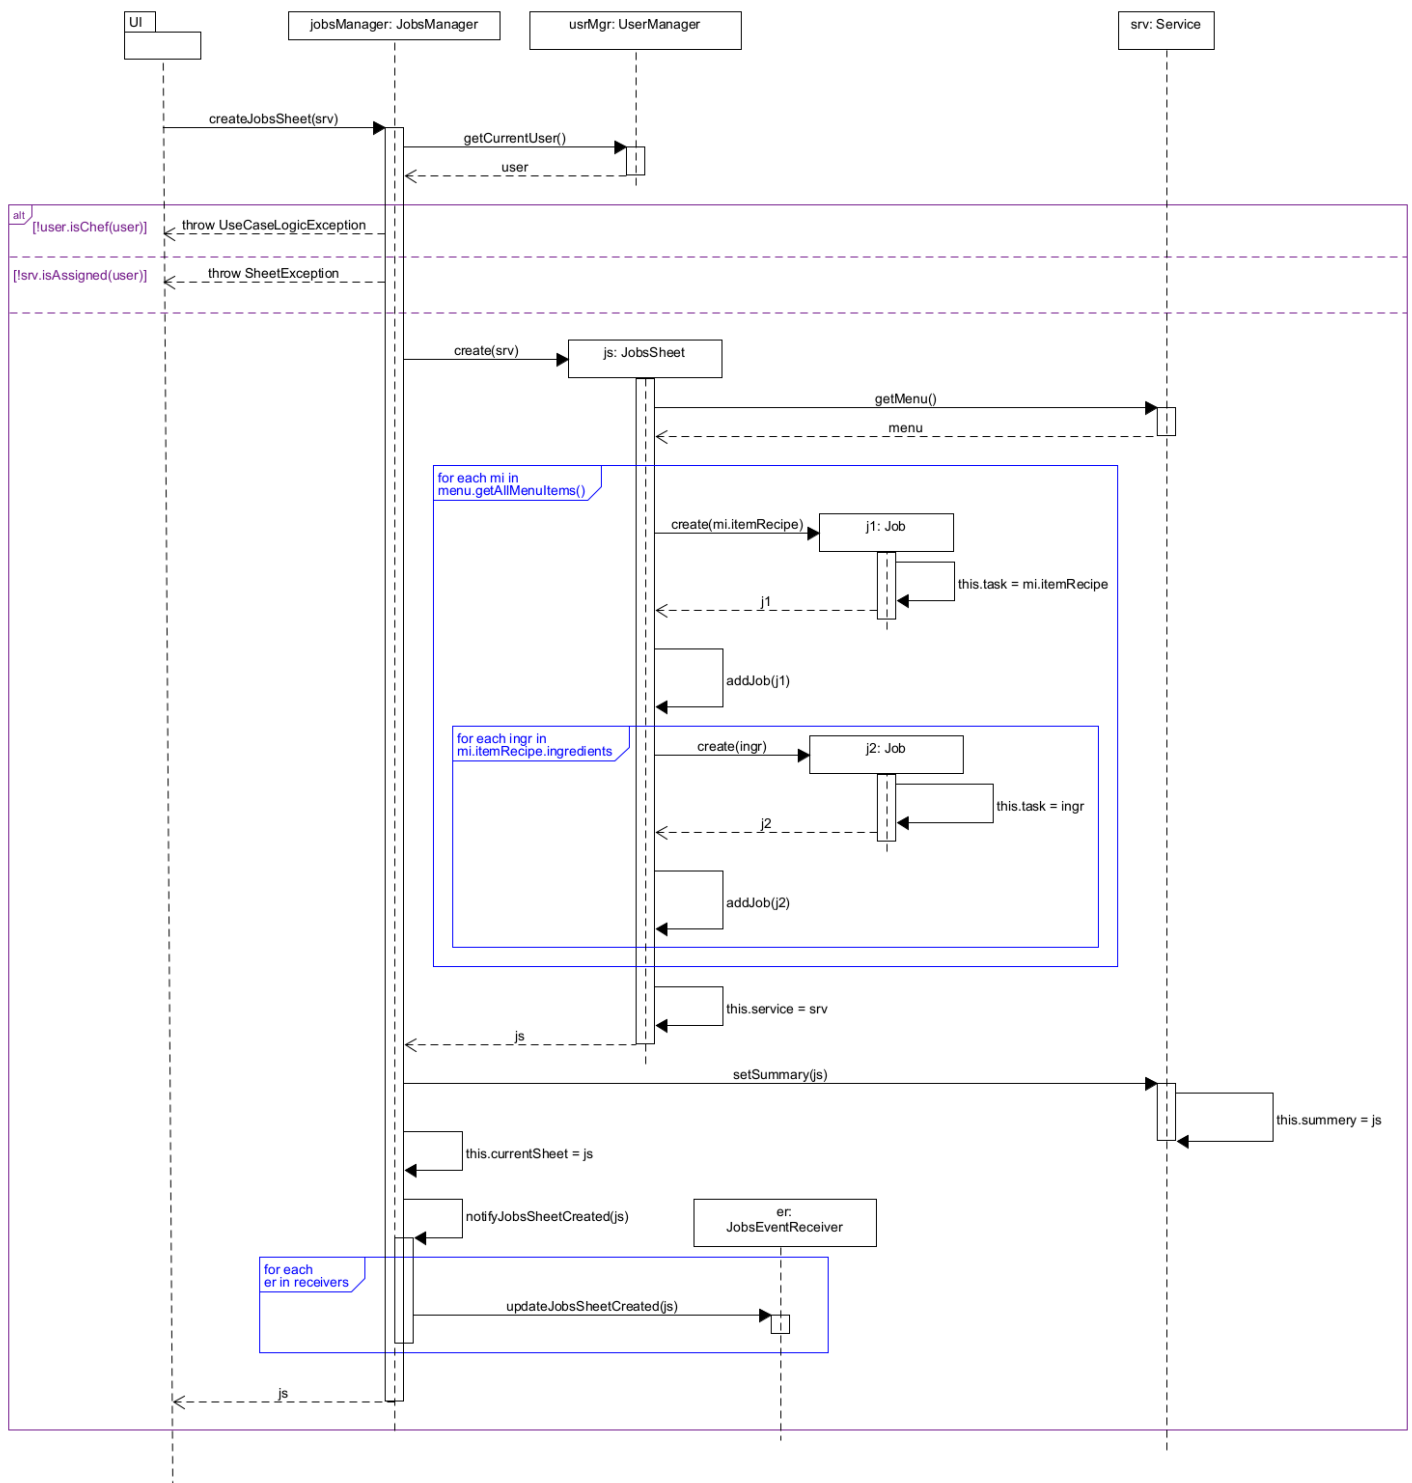 UI
jobsManager: JobsManager
usrMgr: UserManager
srv: Service
createJobsSheet(srv)
getCurrentUser()
user
alt
[!user.isChef(user)]
throw UseCaseLogicException
[!srv.isAssigned(user)]
throw SheetException
create(srv)
js: JobsSheet
getMenu()
menu
for each mi in
menu.getAllMenuItems()
create(mi.itemRecipe)
j1: Job
this.task = mi.itemRecipe
j1
addJob(j1)
for each ingr in
mi.itemRecipe.ingredients
create(ingr)
j2: Job
this.task = ingr
j2
addJob(j2)
this.service = srv
js
setSummary(js)
this.summery = js
this.currentSheet = js
notifyJobsSheetCreated(js)
er:
JobsEventReceiver
for each
er in receivers
updateJobsSheetCreated(js)
js